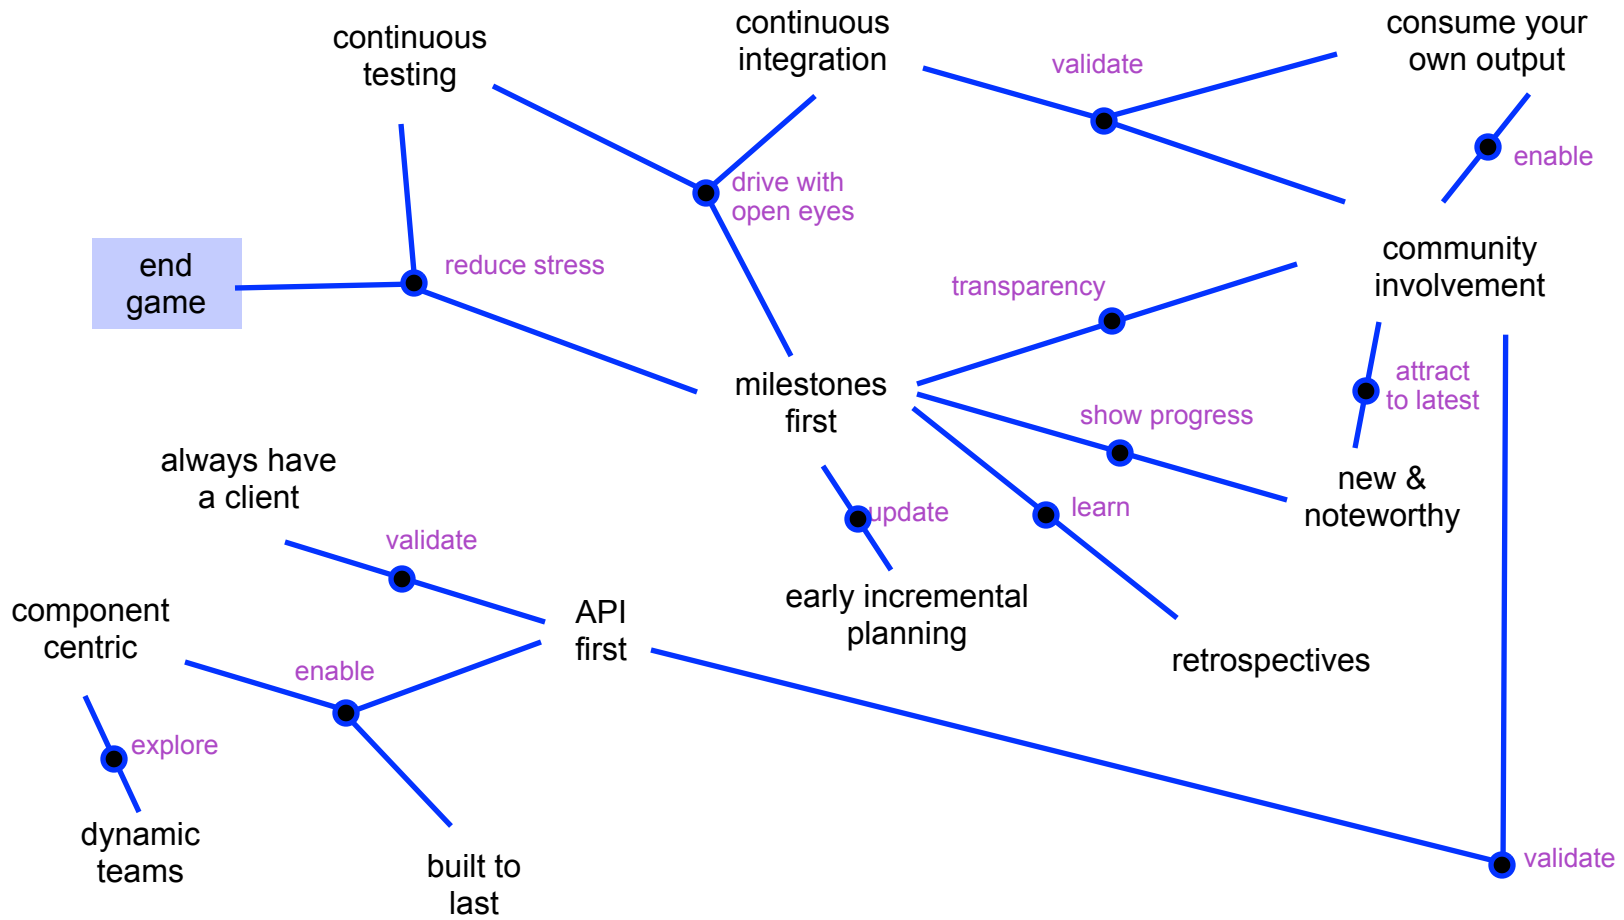 continuous
testing
continuous
integration
consume your
own output
validate
enable
drive with
open eyes
end
game
reduce stress
community
involvement
transparency
milestones
first
attract
to latest
show progress
always have
a client
new &
noteworthy
update
learn
validate
early incremental
planning
component
centric
API
first
retrospectives
enable
explore
dynamic
teams
built to
last
validate